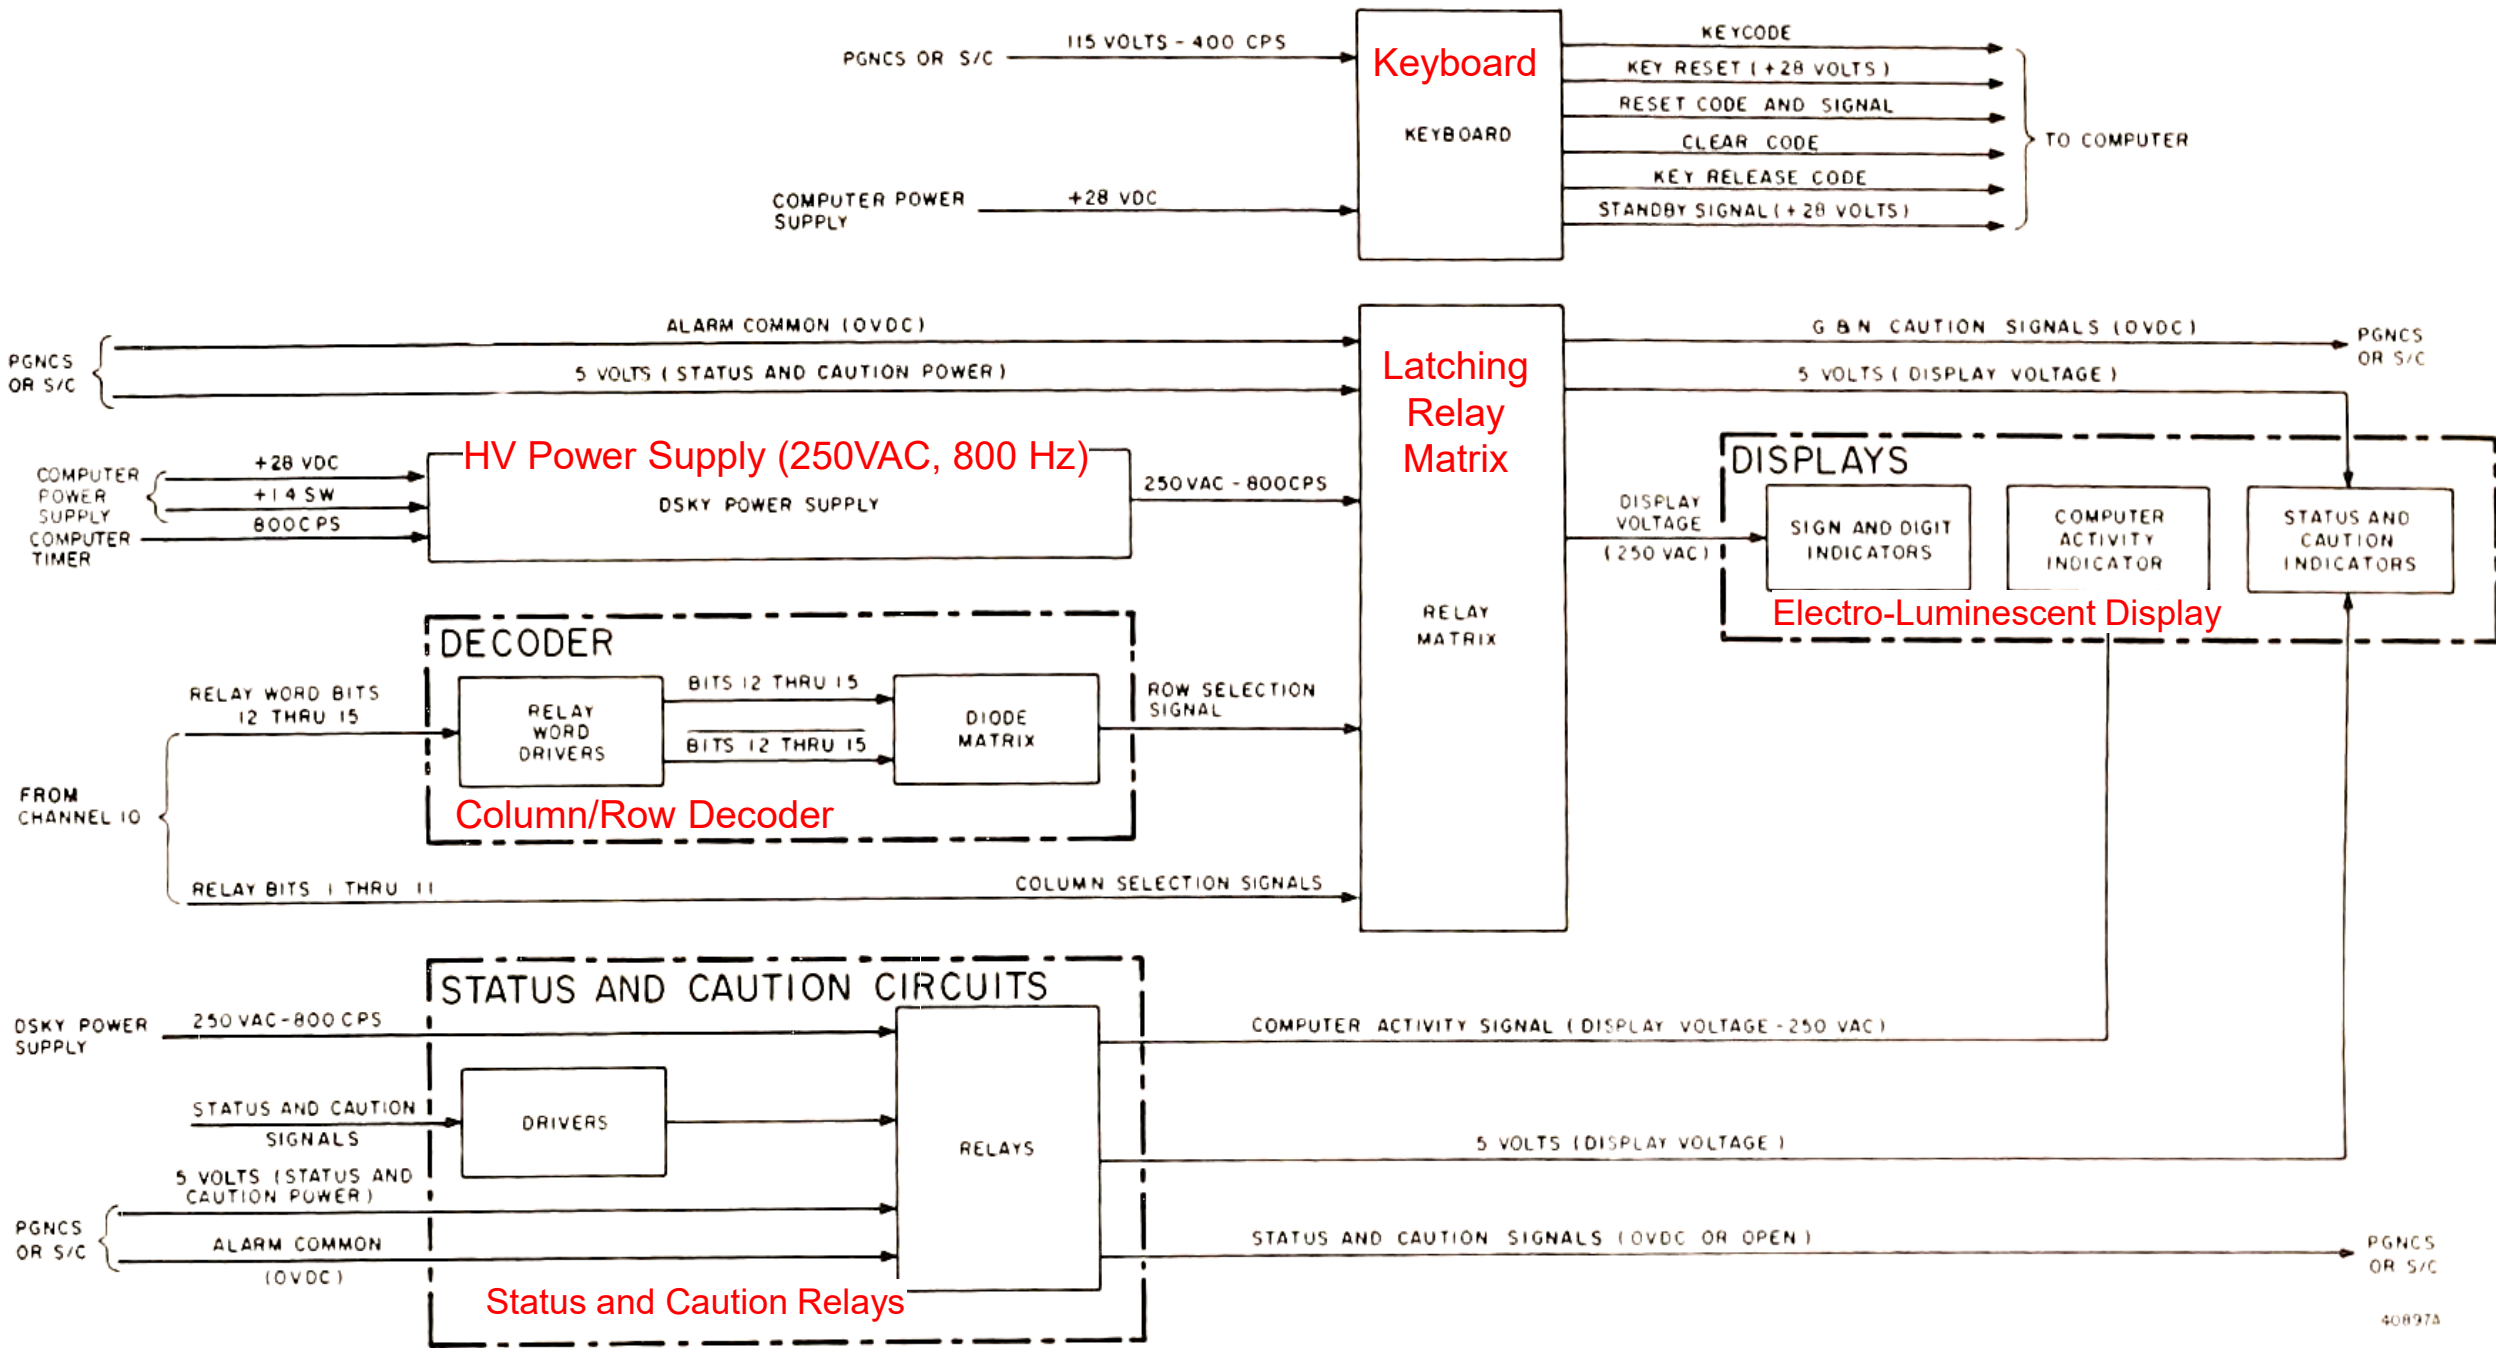 PGNCS OR S/C
115 VOLTS - 400 CPS
Keyboard
KEYBOARD
COMPUTER POWER
SUPPLY
+28 VDC
KEYCODE
KEY RESET (+28 VOLTS)
RESET CODE AND SIGNAL
CLEAR CODE
KEY RELEASE CODE
STANDBY SIGNAL (+28 VOLTS)
TO COMPUTER
PGNCS
OR S/C
ALARM COMMON (0VDC)
5 VOLTS (STATUS AND CAUTION POWER)
Latching
Relay
Matrix
RELAY
MATRIX
G & N CAUTION SIGNALS (0VDC)
PGNCS
OR S/C
5 VOLTS (DISPLAY VOLTAGE)
COMPUTER
POWER
SUPPLY
COMPUTER
TIMER
+28 VDC
+14 SW
800CPS
HV Power Supply (250VAC, 800 Hz)
DSKY POWER SUPPLY
250VAC - 800CPS
DISPLAY
VOLTAGE
(250 VAC)
DISPLAYS
SIGN AND DIGIT
INDICATORS
COMPUTER
ACTIVITY
INDICATOR
STATUS AND
CAUTION
INDICATORS
Electro-Luminescent Display
DECODER
RELAY WORD BITS
12 THRU 15
RELAY
WORD
DRIVERS
BITS 12 THRU 15
BITS 12 THRU 15
DIODE
MATRIX
ROW SELECTION
SIGNAL
Column/Row Decoder
FROM
CHANNEL 10
RELAY BITS 1 THRU 11
COLUMN SELECTION SIGNALS
STATUS AND CAUTION CIRCUITS
DSKY POWER
SUPPLY
250VAC-800CPS
STATUS AND CAUTION
SIGNALS
DRIVERS
RELAYS
5 VOLTS (STATUS AND
CAUTION POWER)
PGNCS
OR S/C
ALARM COMMON
(0VDC)
Status and Caution Relays
COMPUTER ACTIVITY SIGNAL (DISPLAY VOLTAGE-250 VAC)
5 VOLTS (DISPLAY VOLTAGE)
STATUS AND CAUTION SIGNALS (0VDC OR OPEN)
PGNCS
OR S/C
40897A